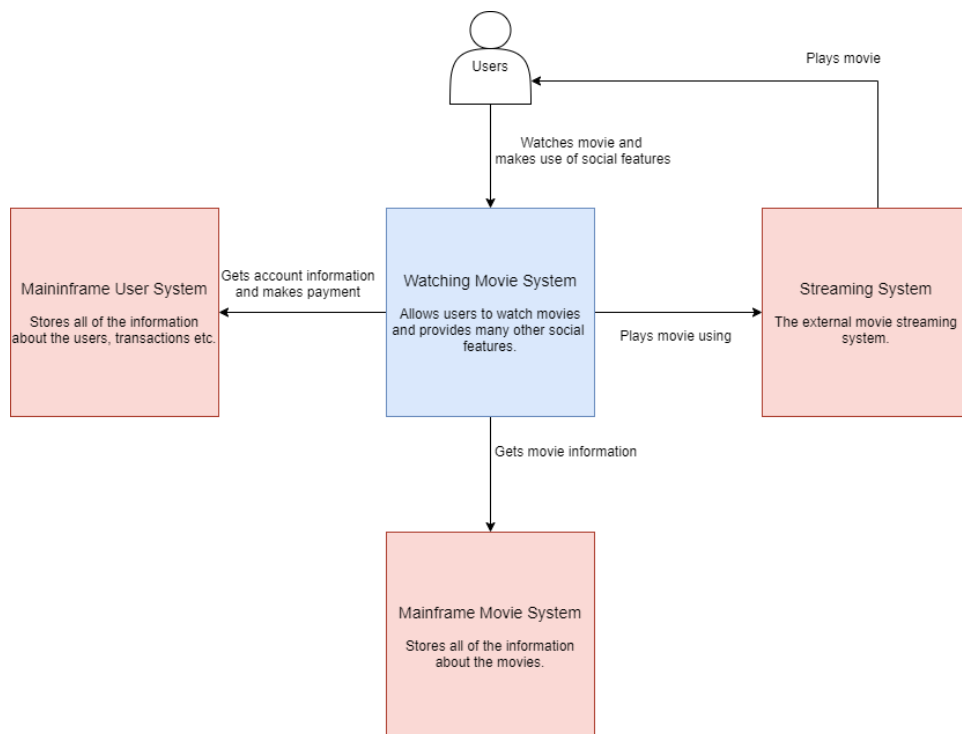 Users
Plays movie
Watches movie and
makes use of social features
Maininframe User System
Stores all of the information
about the users, transactions etc.
Gets account information
and makes payment
Watching Movie System
Allows users to watch movies
and provides many other social
features.
Plays movie using
Streaming System
The external movie streaming
system.
Gets movie information
Mainframe Movie System
Stores all of the information
about the movies.